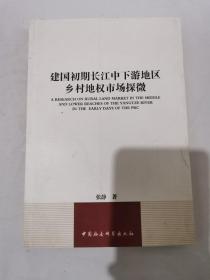 建国初期长江中下游地区
乡村地权市场探微
A RESEARCH ON RURAL LAND MARKET IN THE MIDDLE
AND LOWER REACHES OF THE YANGTZE RIVER
IN THE EARLY DAYS OF THE PRC
张静 著
中国社会科学出版社